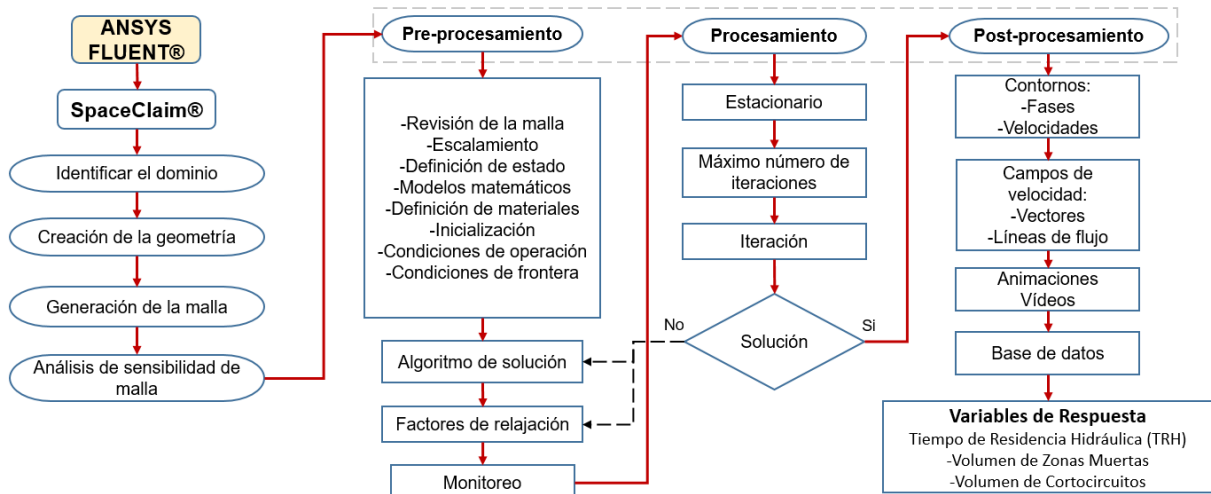 ANSYS
FLUENT®
SpaceClaim®
Identificar el dominio
Creación de la geometría
Generación de la malla
Análisis de sensibilidad de
malla
Pre-procesamiento
-Revisión de la malla
-Escalamiento
-Definición de estado
-Modelos matemáticos
-Definición de materiales
-Inicialización
-Condiciones de operación
-Condiciones de frontera
Algoritmo de solución
Factores de relajación
Monitoreo
Procesamiento
Estacionario
Máximo número de
iteraciones
Iteración
Solución
No
Si
Post-procesamiento
Contornos:
-Fases
-Velocidades
Campos de
velocidad:
-Vectores
-Líneas de flujo
Animaciones
Vídeos
Base de datos
Variables de Respuesta
Tiempo de Residencia Hidráulica (TRH)
-Volumen de Zonas Muertas
-Volumen de Cortocircuitos